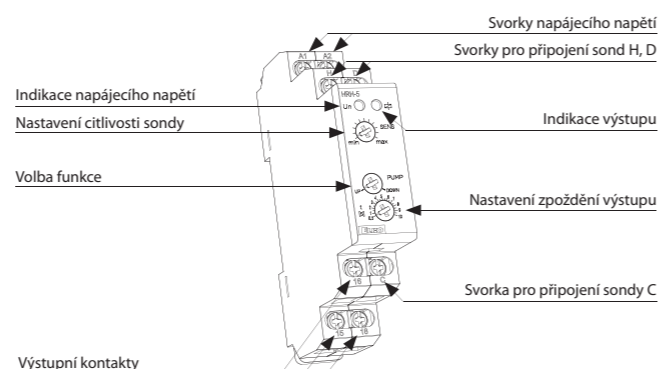 Svorky napájecího napětí
Svorky pro připojení sond H, D
A1 A2
H D
HRH-5
Indikace napájecího napětí
Un
Indikace výstupu
Nastavení citlivosti sondy
SENS
min max
Volba funkce
PUMP
UP DOWN
Nastavení zpoždění výstupu
16 C
Svorka pro připojení sondy C
15 18
Výstupní kontakty